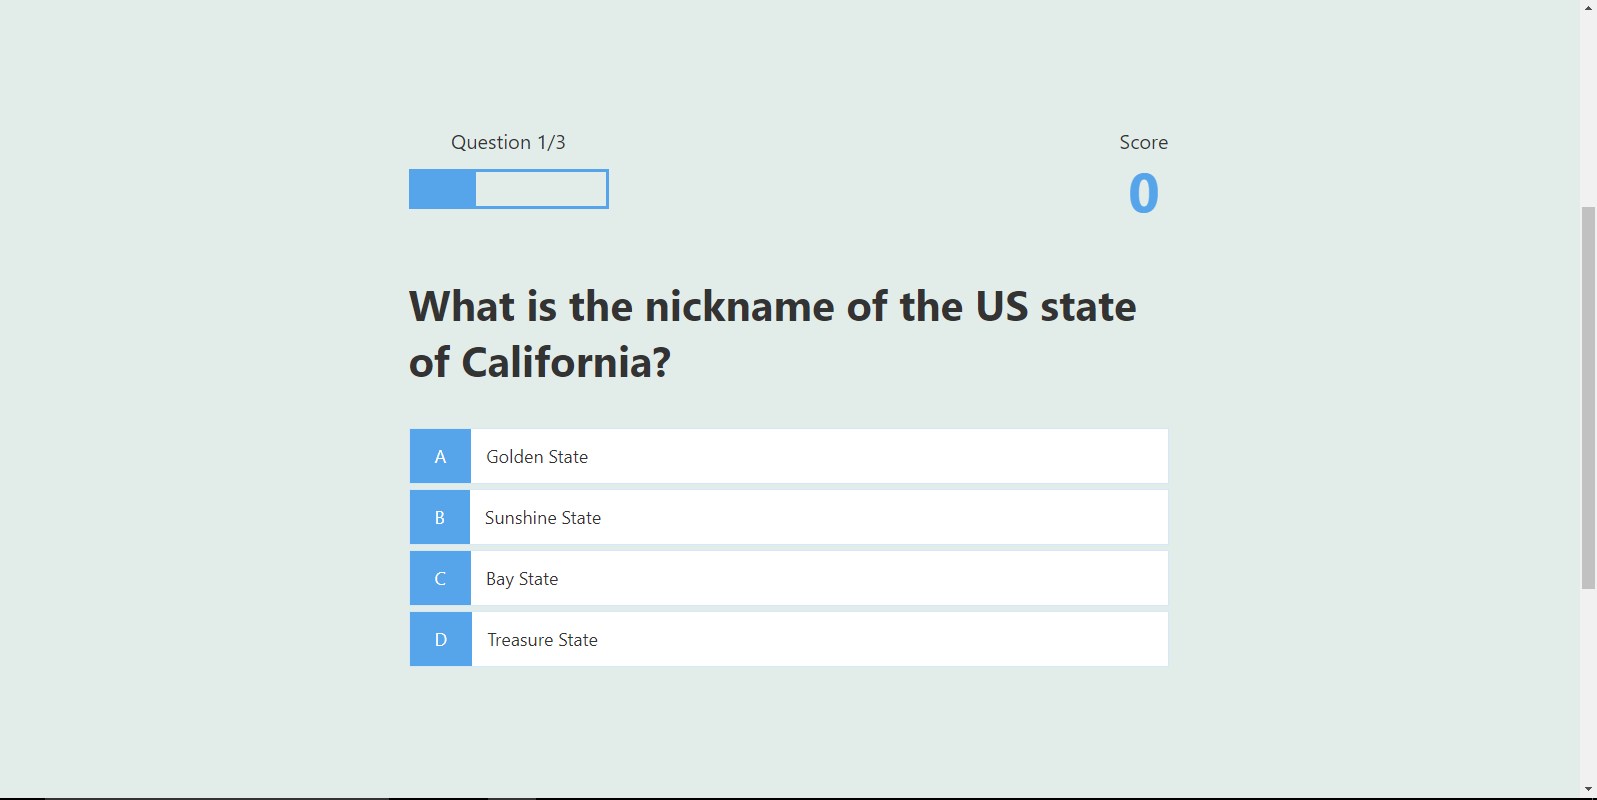 Question 1/3
Score
0
What is the nickname of the US state
of California?
A Golden State
B Sunshine State
C Bay State
D Treasure State